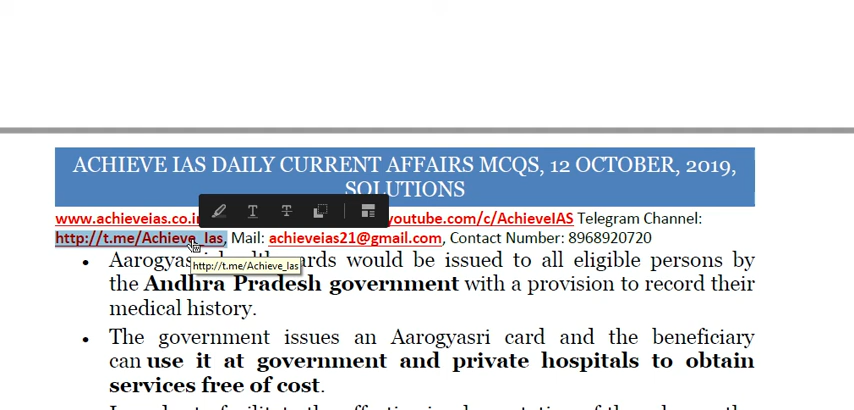 ACHIEVE IAS DAILY CURRENT AFFAIRS MCQS, 12 OCTOBER, 2019,
SOLUTIONS
www.achieveias.co.in youtube.com/c/AchieveIAS Telegram Channel:
http://t.me/Achieve_Ias, Mail: achieveias21@gmail.com, Contact Number: 8968920720
http://t.me/Achieve_Ias
• would be issued to all eligible persons by
the Andhra Pradesh government with a provision to record their
medical history.
• The government issues an Aarogyasri card and the beneficiary
can use it at government and private hospitals to obtain
services free of cost.